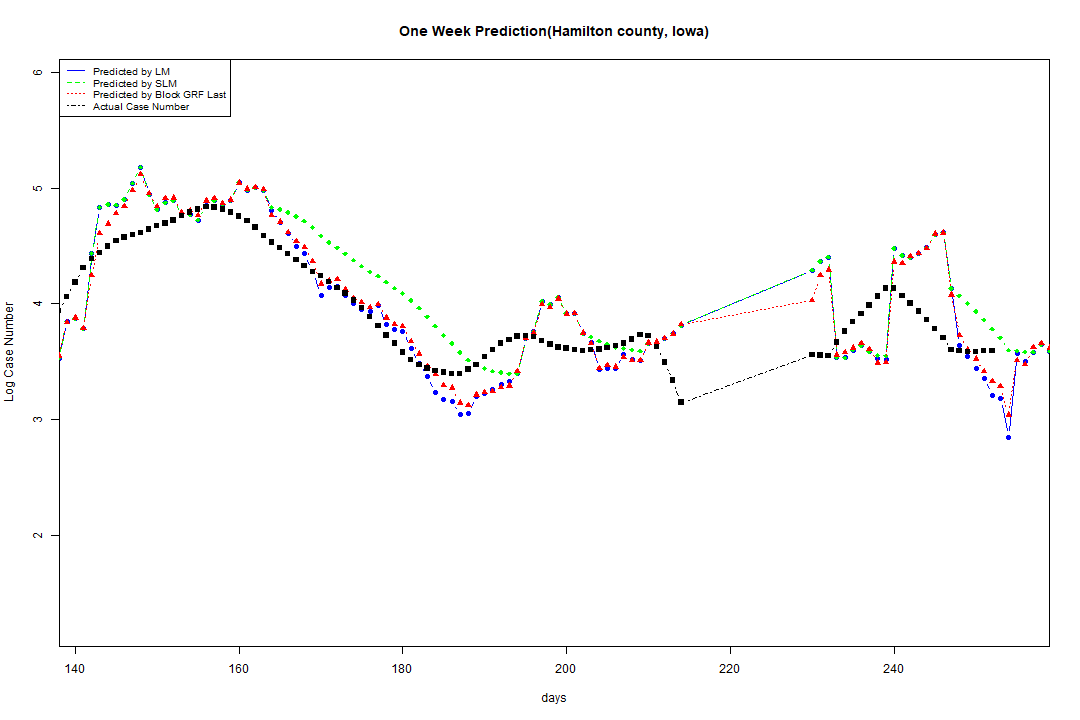 One Week Prediction(Hamilton county, Iowa)
Predicted by LM
Predicted by SLM
Predicted by Block GRF Last
Actual Case Number
6
5
4
3
2
Log Case Number
140
160
180
200
220
240
days